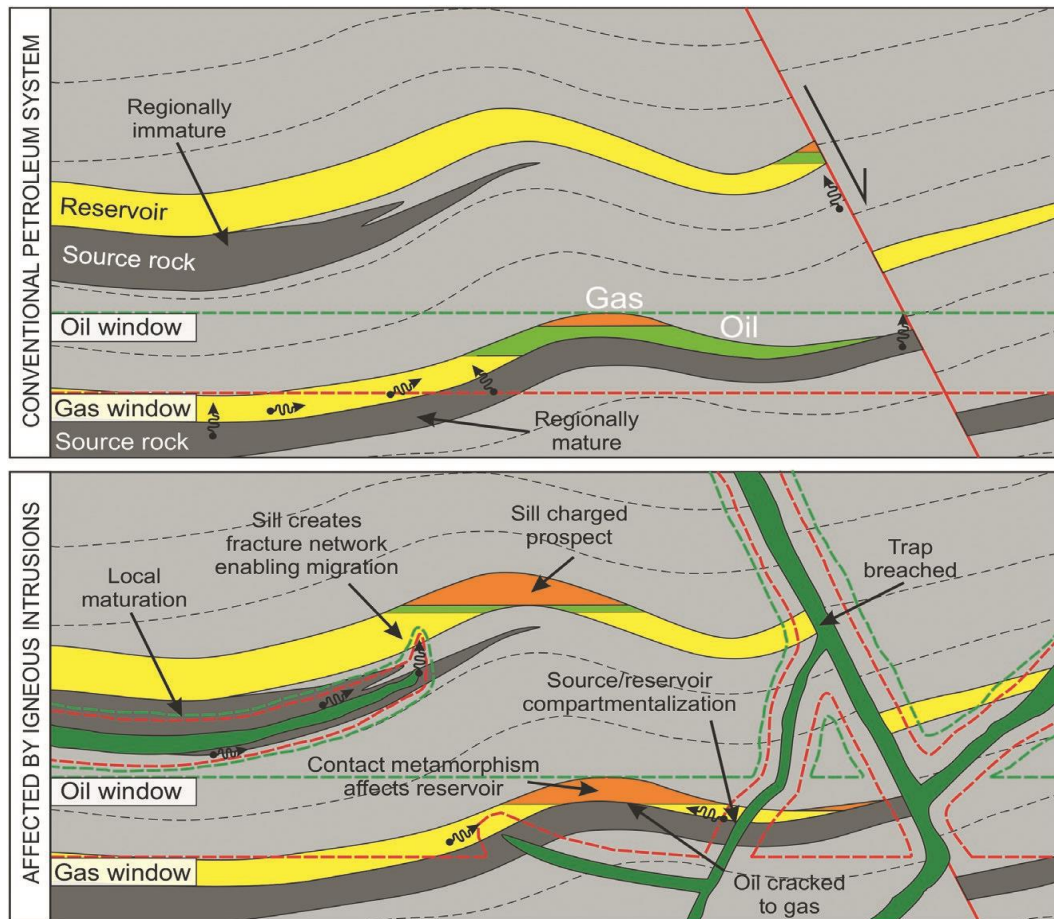 CONVENTIONAL PETROLEUM SYSTEM
Regionally
immature
Reservoir
Source rock
Gas
Oil window
Oil
Gas window
Source rock
Regionally
mature
AFFECTED BY IGNEOUS INTRUSIONS
Sill creates
fracture network
enabling migration
Sill charged
prospect
Local
maturation
Trap
breached
Source/reservoir
compartmentalization
Contact metamorphism
affects reservoir
Oil window
Gas window
Oil cracked
to gas